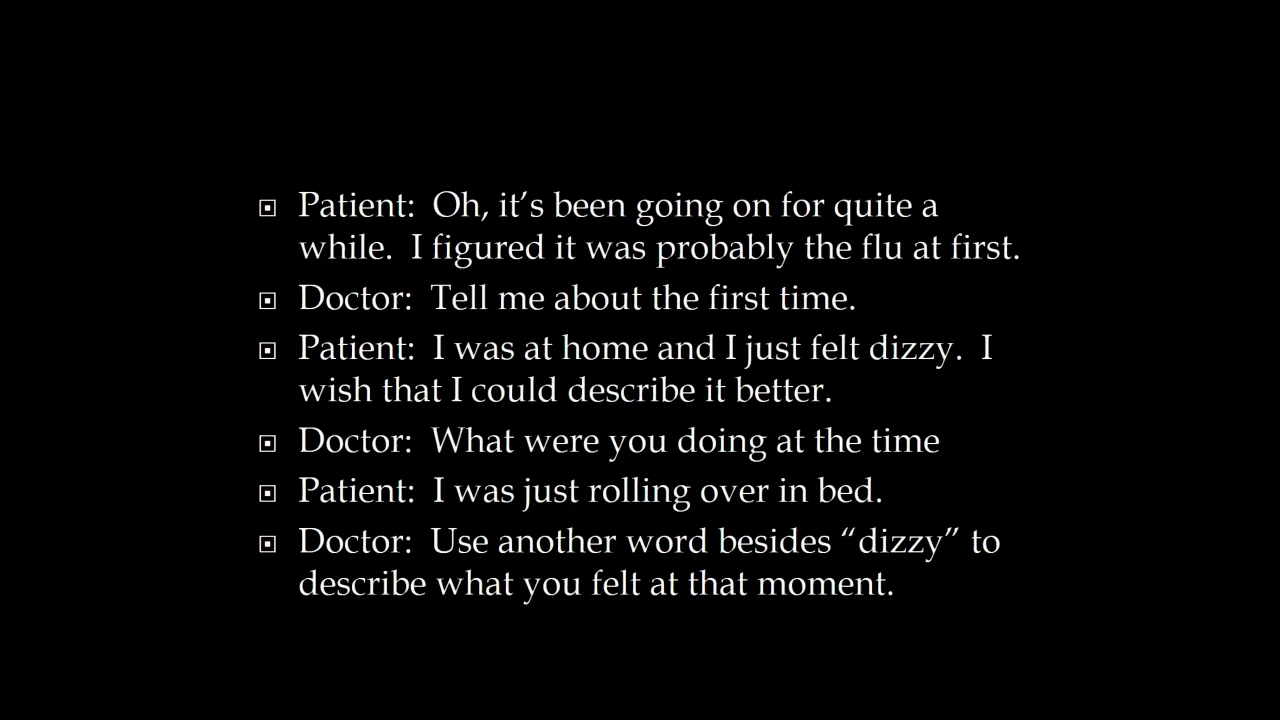 Patient:  Oh, it’s been going on for quite a
while.  I figured it was probably the flu at first.
Doctor:  Tell me about the first time.
Patient:  I was at home and I just felt dizzy.  I
wish that I could describe it better.
Doctor:  What were you doing at the time
Patient:  I was just rolling over in bed.
Doctor:  Use another word besides “dizzy” to
describe what you felt at that moment.